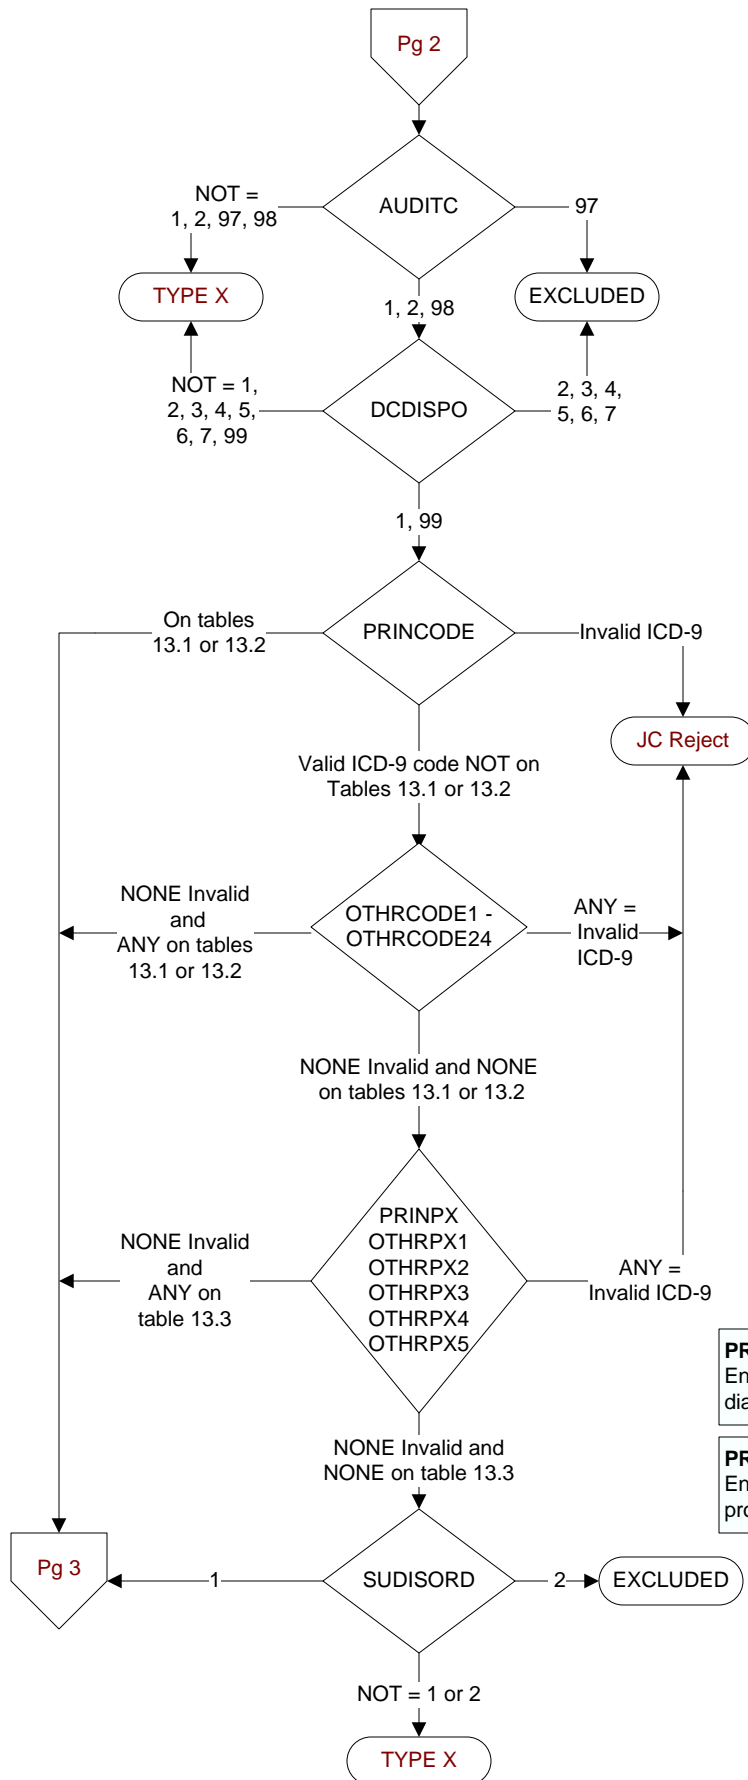 Pg 2
AUDITC
NOT =
1, 2, 97, 98
97
TYPE X
EXCLUDED
1, 2, 98
DCDISPO
NOT = 1,
2, 3, 4, 5,
6, 7, 99
2, 3, 4,
5, 6, 7
1, 99
PRINCODE
On tables
13.1 or 13.2
Invalid ICD-9
JC Reject
Valid ICD-9 code NOT on
Tables 13.1 or 13.2
OTHRCODE1 -
OTHRCODE24
NONE Invalid
and
ANY on tables
13.1 or 13.2
ANY =
Invalid
ICD-9
NONE Invalid and NONE
on tables 13.1 or 13.2
PRINPX
OTHRPX1
OTHRPX2
OTHRPX3
OTHRPX4
OTHRPX5
NONE Invalid
and
ANY on
table 13.3
ANY =
Invalid ICD-9
PR
En
dia
PR
En
pro
NONE Invalid and
NONE on table 13.3
Pg 3
1
SUDISORD
2
EXCLUDED
NOT = 1 or 2
TYPE X